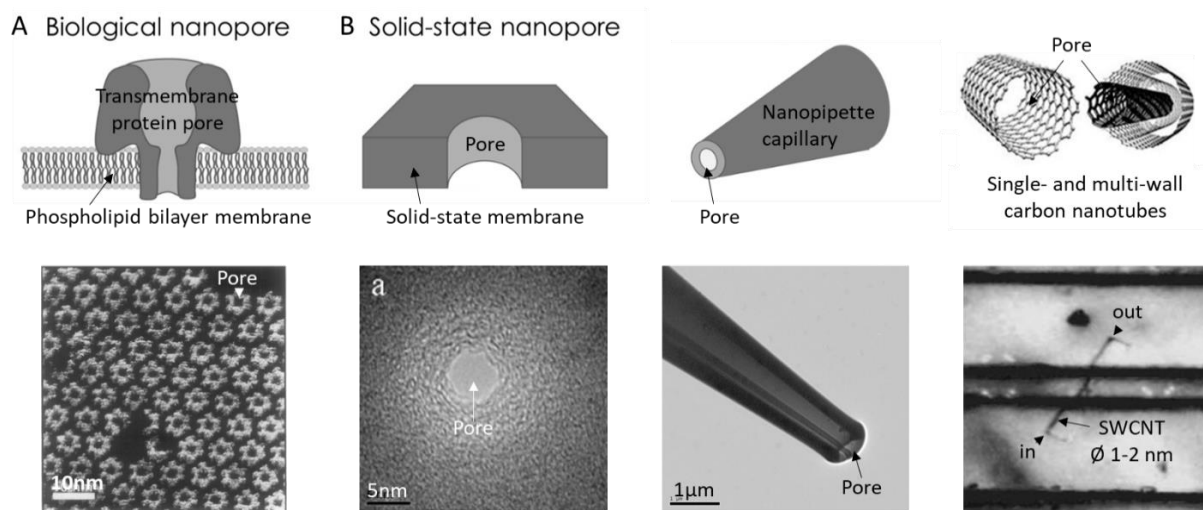 A Biological nanopore
B Solid-state nanopore
Transmembrane
protein pore
Phospholipid bilayer membrane
Pore
Solid-state membrane
Nanopipette
capillary
Pore
Pore
Single- and multi-wall
carbon nanotubes
Pore
10nm
a
Pore
5nm
Pore
1µm
out
in
SWCNT
Ø 1-2 nm